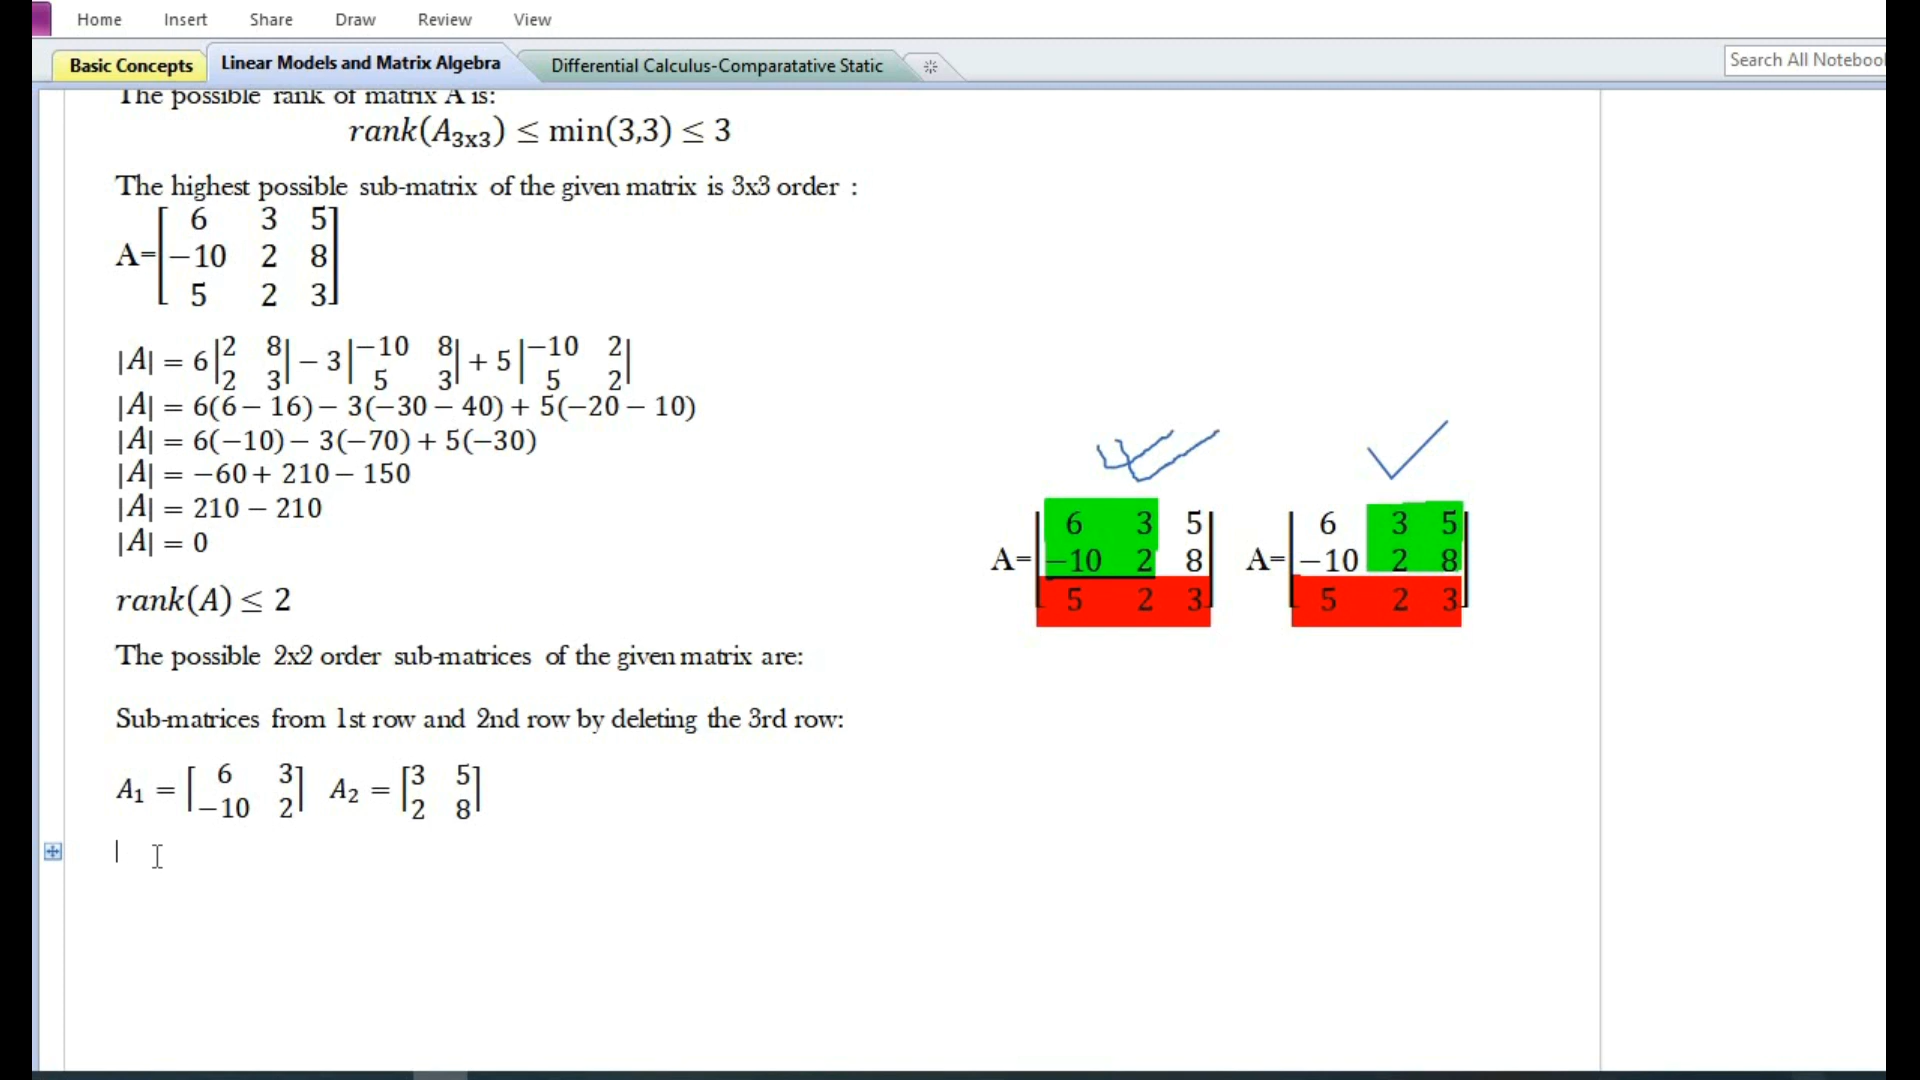 Home Insert Share Draw Review View
Basic Concepts Linear Models and Matrix Algebra Differential Calculus-Comparatative Static Search All Noteboo
The possible rank of matrix A is:
rank(A₃ₓ₃) ≤ min(3,3) ≤ 3
The highest possible sub-matrix of the given matrix is 3x3 order :
A=[6 3 5
−10 2 8
5 2 3]
|A| = 6|2 8; 2 3| − 3|−10 8; 5 3| + 5|−10 2; 5 2|
|A| = 6(6 − 16) − 3(−30 − 40) + 5(−20 − 10)
|A| = 6(−10) − 3(−70) + 5(−30)
|A| = −60 + 210 − 150
|A| = 210 − 210
|A| = 0
rank(A) ≤ 2
The possible 2x2 order sub-matrices of the given matrix are:
Sub-matrices from 1st row and 2nd row by deleting the 3rd row:
A₁ = [6 3; −10 2] A₂ = [3 5; 2 8]
A=[6 3 5
−10 2 8
5 2 3]
A=[6 3 5
−10 2 8
5 2 3]